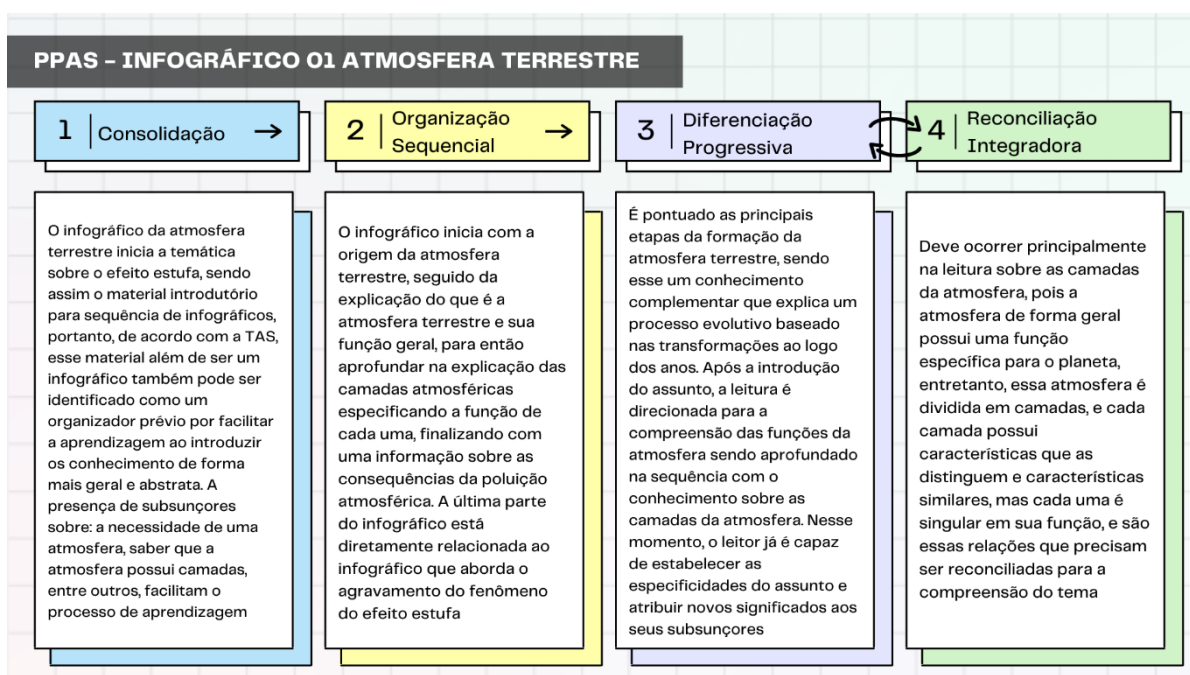 PPAS - INFOGRÁFICO 01 ATMOSFERA TERRESTRE
1 Consolidação →
2 Organização
Sequencial →
3 Diferenciação
Progressiva
4 Reconciliação
Integradora
O infográfico da atmosfera
terrestre inicia a temática
sobre o efeito estufa, sendo
assim o material introdutório
para sequência de infográficos,
portanto, de acordo com a TAS,
esse material além de ser um
infográfico também pode ser
identificado como um
organizador prévio por facilitar
a aprendizagem ao introduzir
os conhecimento de forma
mais geral e abstrata. A
presença de subsunçores
sobre: a necessidade de uma
atmosfera, saber que a
atmosfera possui camadas,
entre outros, facilitam o
processo de aprendizagem
O infográfico inicia com a
origem da atmosfera
terrestre, seguido da
explicação do que é a
atmosfera terrestre e sua
função geral, para então
aprofundar na explicação das
camadas atmosféricas
especificando a função de
cada uma, finalizando com
uma informação sobre as
consequências da poluição
atmosférica. A última parte
do infográfico está
diretamente relacionada ao
infográfico que aborda o
agravamento do fenômeno
do efeito estufa
É pontuado as principais
etapas da formação da
atmosfera terrestre, sendo
esse um conhecimento
complementar que explica um
processo evolutivo baseado
nas transformações ao logo
dos anos. Após a introdução
do assunto, a leitura é
direcionada para a
compreensão das funções da
atmosfera sendo aprofundado
na sequência com o
conhecimento sobre as
camadas da atmosfera. Nesse
momento, o leitor já é capaz
de estabelecer as
especificidades do assunto e
atribuir novos significados aos
seus subsunçores
Deve ocorrer principalmente
na leitura sobre as camadas
da atmosfera, pois a
atmosfera de forma geral
possui uma função
específica para o planeta,
entretanto, essa atmosfera é
dividida em camadas, e cada
camada possui
características que as
distinguem e características
similares, mas cada uma é
singular em sua função, e são
essas relações que precisam
ser reconciliadas para a
compreensão do tema